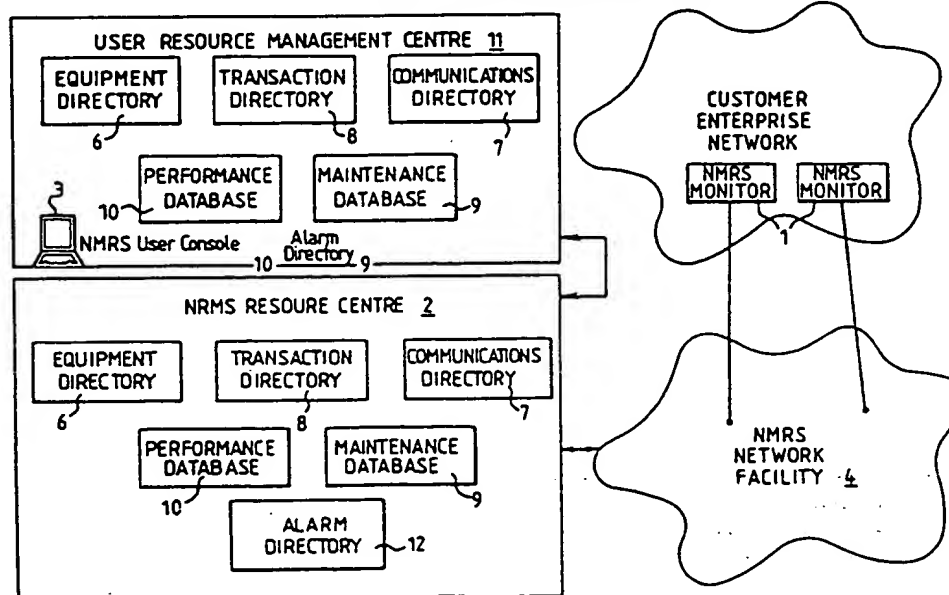 USER RESOURCE MANAGEMENT CENTRE 11
EQUIPMENT
DIRECTORY
6
TRANSACTION
DIRECTORY
8
COMMUNICATIONS
DIRECTORY
7
PERFORMANCE
DATABASE
10
MAINTENANCE
DATABASE
9
3
NMRS User Console
Alarm
Directory
10
9
NRMS RESOURE CENTRE 2
EQUIPMENT
DIRECTORY
6
TRANSACTION
DIRECTORY
8
COMMUNICATIONS
DIRECTORY
7
PERFORMANCE
DATABASE
10
MAINTENANCE
DATABASE
9
ALARM
DIRECTORY
12
CUSTOMER
ENTERPRISE
NETWORK
NMRS
MONITOR
NMRS
MONITOR
1
NMRS
NETWORK
FACILITY 4